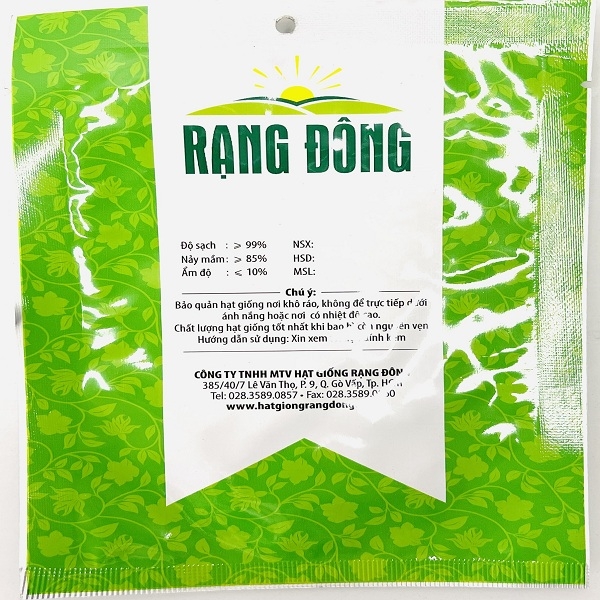 RẠNG ĐÔNG
Độ sạch : ⩾ 99% NSX:
Nảy mầm : ⩾ 85% HSD:
Ẩm độ : ⩽ 10% MSL:
Chú ý:
Bảo quản hạt giống nơi khô ráo, không để trực tiếp dưới
ánh nắng hoặc nơi có nhiệt độ cao.
Chất lượng hạt giống tốt nhất khi bao bì còn nguyên vẹn
Hướng dẫn sử dụng: Xin xem đính kèm
CÔNG TY TNHH MTV HẠT GIỐNG RẠNG ĐÔNG
385/40/7 Lê Văn Thọ, P. 9, Q. Gò Vấp, Tp.
Tel: 028.3589.0857 • Fax:
www.hatgiongrangdong